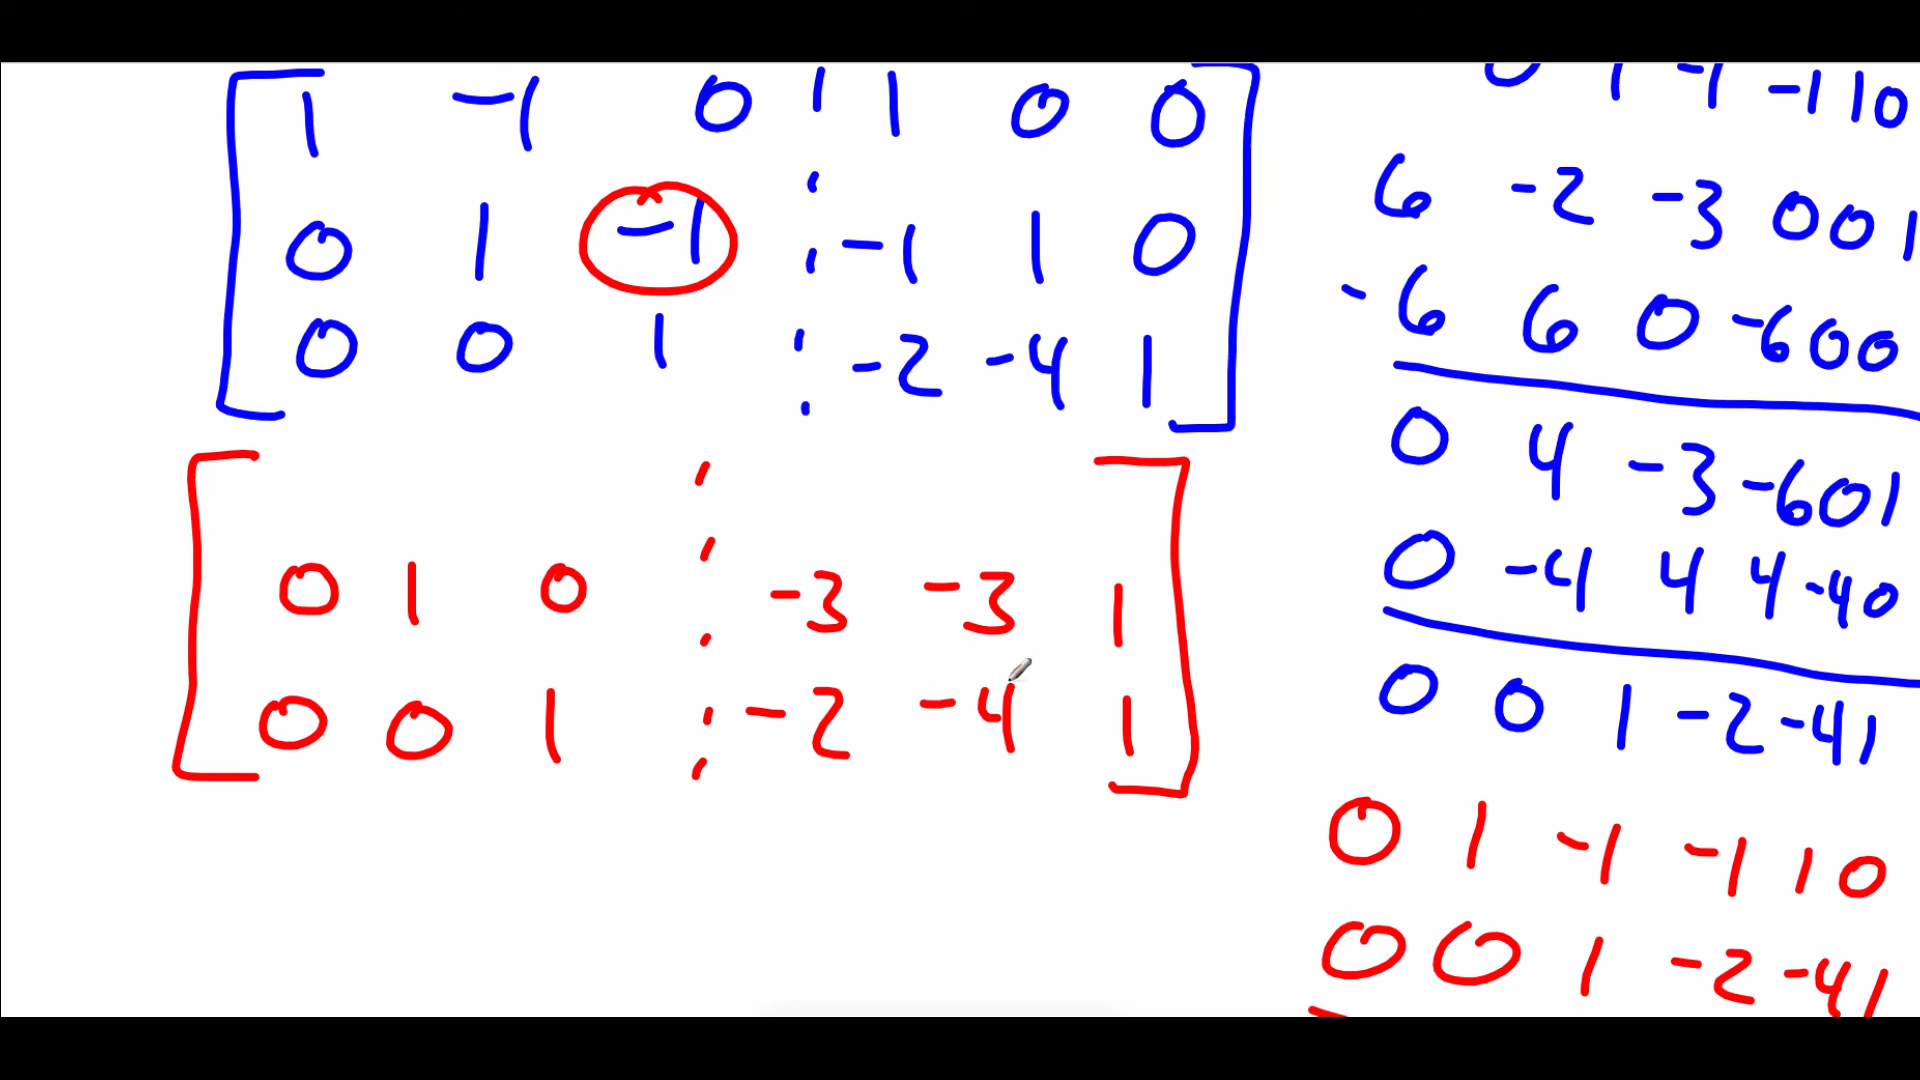 1 -1 0 1 0 0
0 1 -1 -1 1 0
0 0 1 -2 -4 1
0 1 0 -3 -3 1
0 0 1 -2 -4 1
0 1 -1 -1 1 0
6 -2 -3 0 0 1
-6 6 0 -6 0 0
0 4 -3 -6 0 1
0 -4 4 4 -4 0
0 0 1 -2 -4 1
0 1 -1 -1 1 0
0 0 1 -2 -4 1